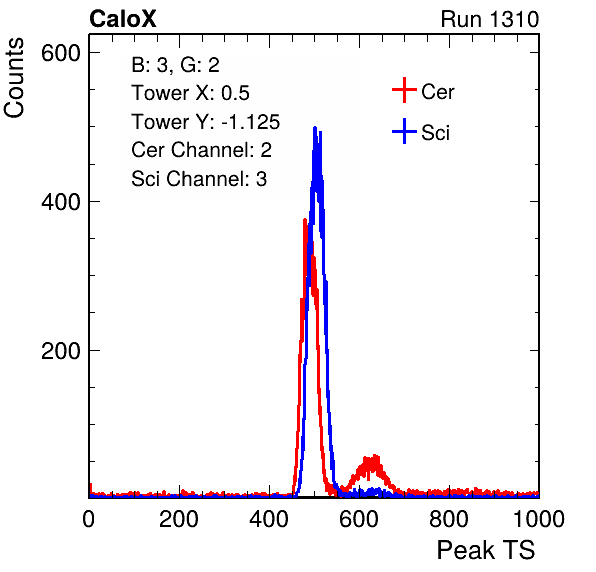 CaloX Run 1310
Counts
600
400
200
B: 3, G: 2
Tower X: 0.5
Tower Y: -1.125
Cer Channel: 2
Sci Channel: 3
Cer
Sci
0 200 400 600 800 1000
Peak TS